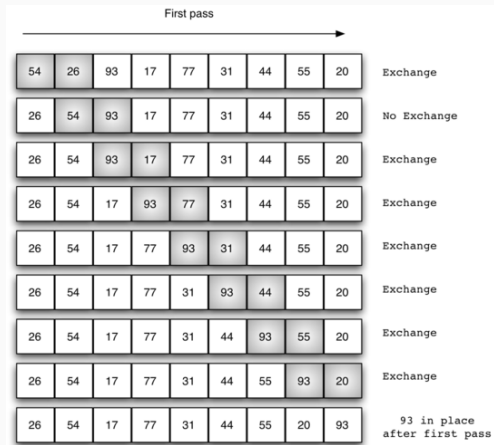 First pass
54 26 93 17 77 31 44 55 20 Exchange
26 54 93 17 77 31 44 55 20 No Exchange
26 54 93 17 77 31 44 55 20 Exchange
26 54 17 93 77 31 44 55 20 Exchange
26 54 17 77 93 31 44 55 20 Exchange
26 54 17 77 31 93 44 55 20 Exchange
26 54 17 77 31 44 93 55 20 Exchange
26 54 17 77 31 44 55 93 20 Exchange
26 54 17 77 31 44 55 20 93 93 in place
after first pass